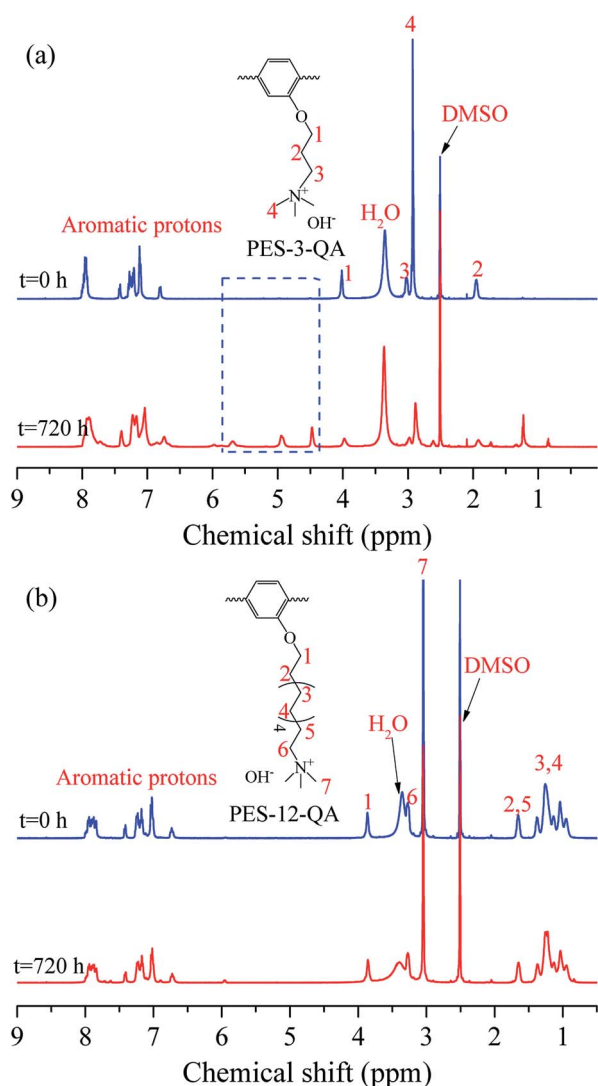 (a)
4
DMSO
O
1
2
3
N+
4
OH-
PES-3-QA
H2O
Aromatic protons
t=0 h
1
3
2
t=720 h
9 8 7 6 5 4 3 2 1
Chemical shift (ppm)
(b)
7
O
1
2
3
4
4
5
6
N+
OH-
7
PES-12-QA
DMSO
H2O
Aromatic protons
t=0 h
1
6
2,5
3,4
t=720 h
9 8 7 6 5 4 3 2 1
Chemical shift (ppm)